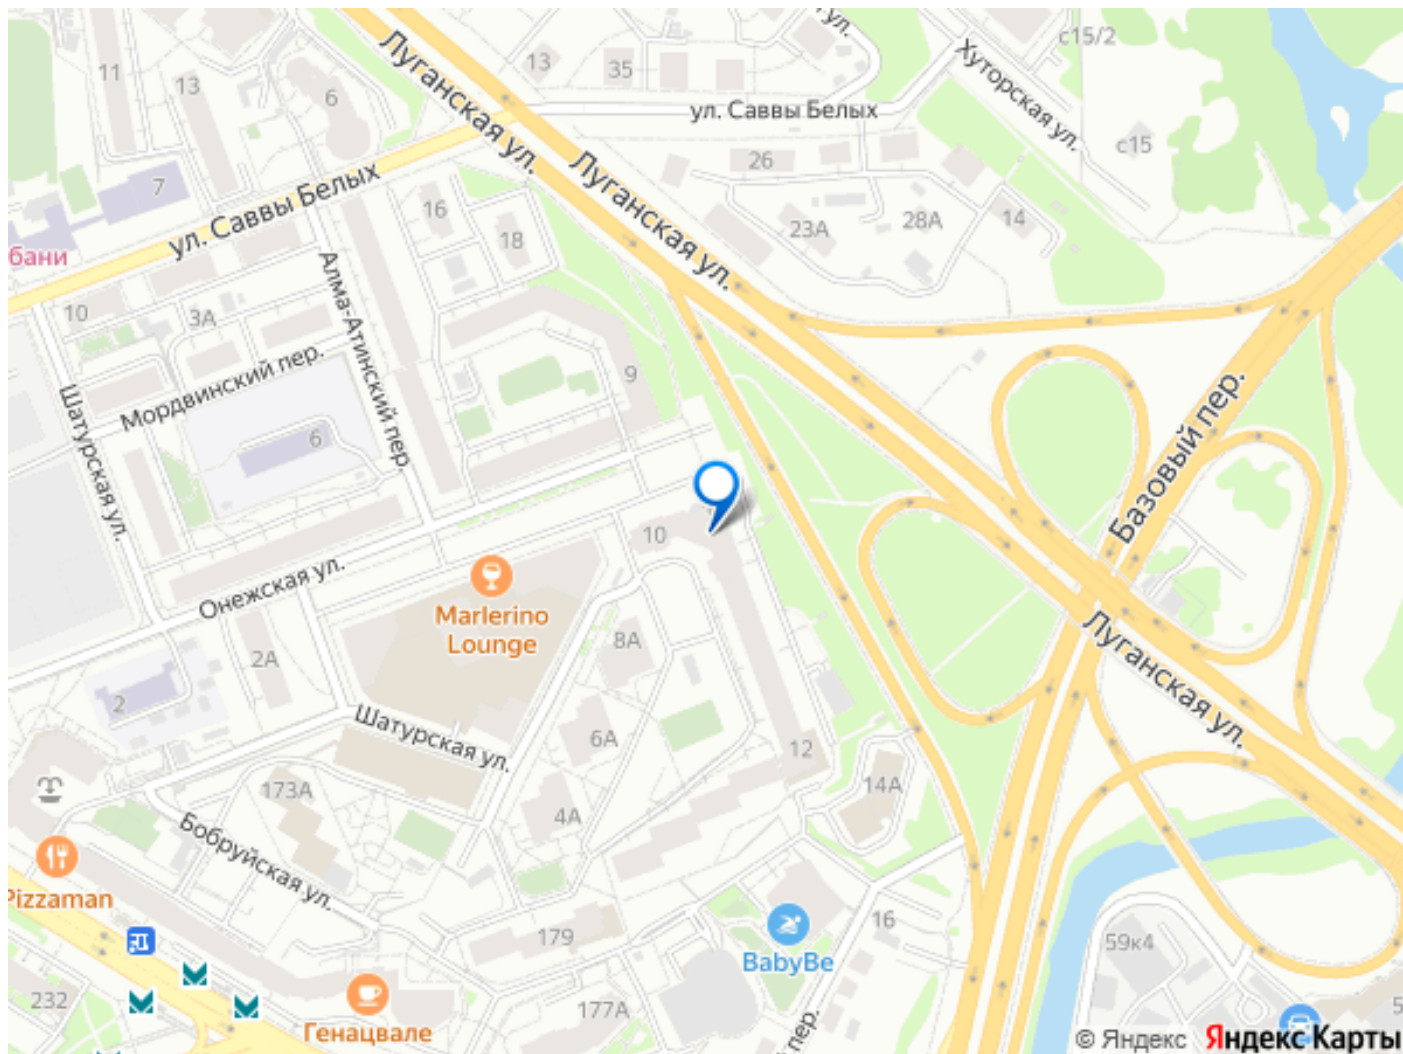 11
13
6
13
35
ул.
с15/2
Хуторская ул.
Луганская ул.
ул. Саввы Белых
26
с15
7
16
Луганская ул.
ул. Саввы Белых
18
23А
28А
14
бани
10
3А
Алма-Атинский пер.
Мордвинский пер.
9
Базовый пер.
Шатурская ул.
6
10
Онежская ул.
Marlerino
Lounge
8А
2А
2
Луганская ул.
Шатурская ул.
6А
12
14А
173А
4А
Бобруйская ул.
Pizzaman
179
16
BabyBe
59к4
232
177А
Генацвале
пер.
5
© Яндекс Яндекс Карты